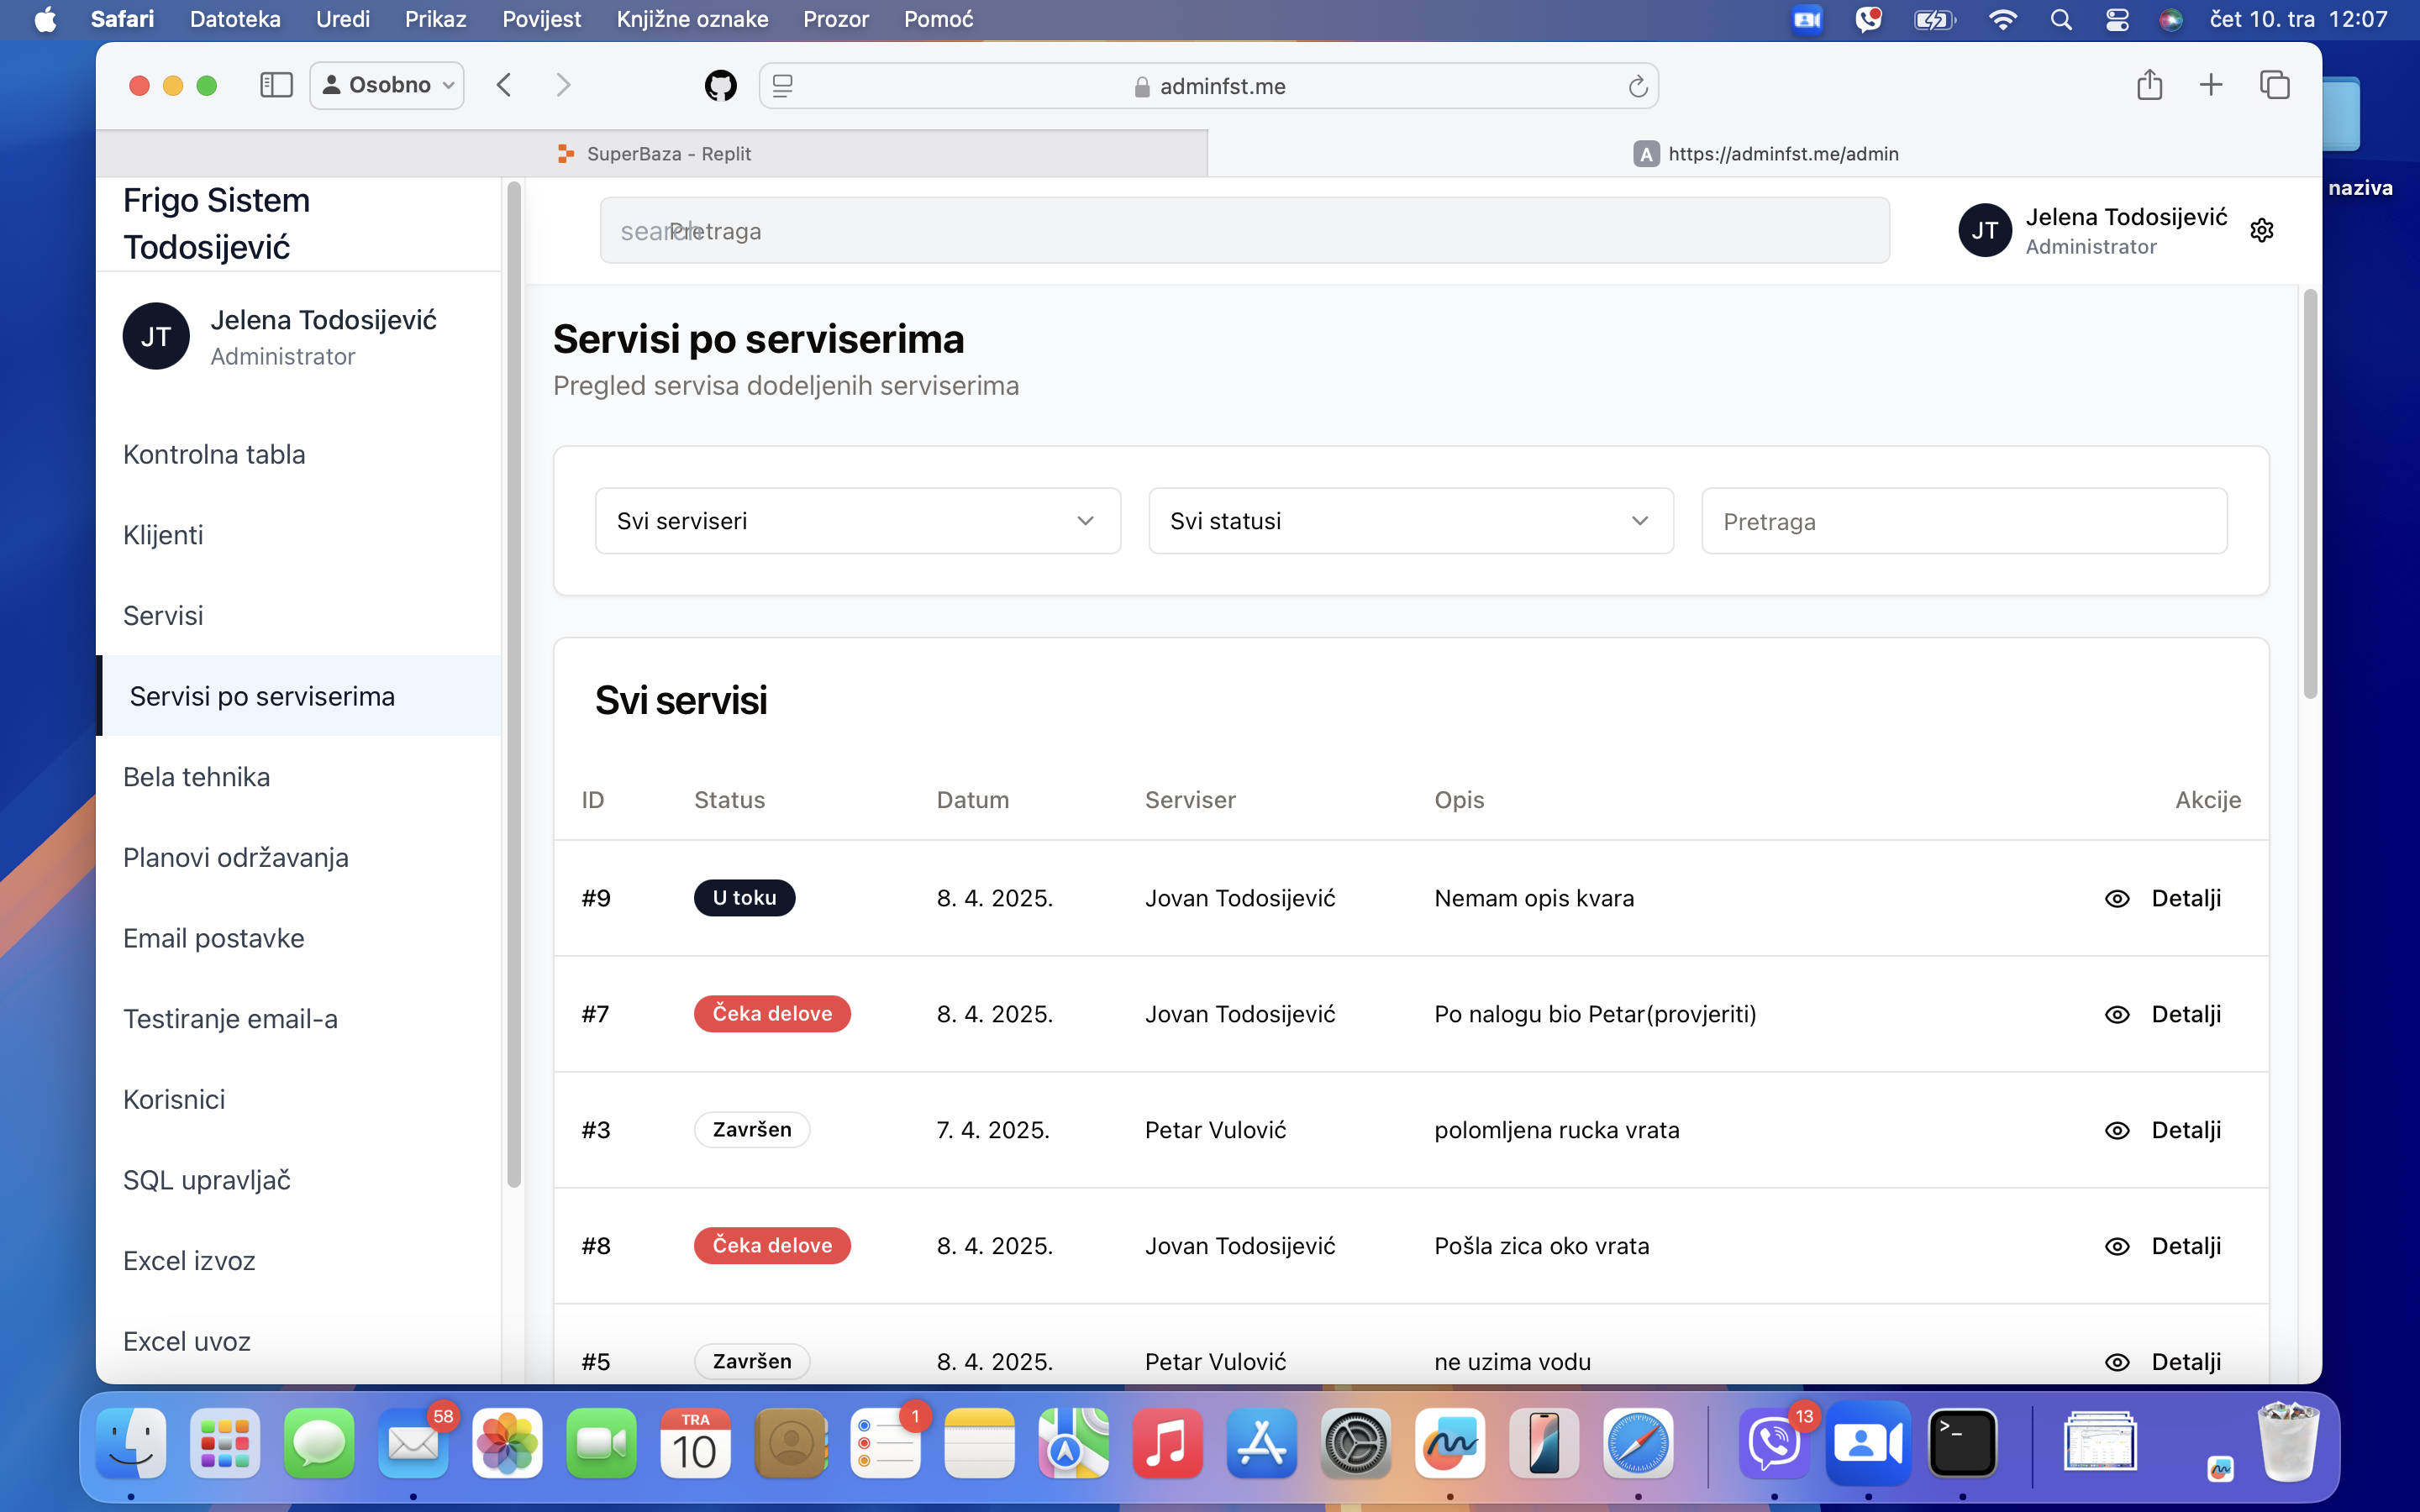 Safari Datoteka Uredi Prikaz Povijest Knjižne oznake Prozor Pomoć čet 10. tra 12:07
Osobno adminfst.me
SuperBaza - Replit A https://adminfst.me/admin
naziva
Frigo Sistem
Todosijević
search Pretraga
JT Jelena Todosijević
Administrator
JT Jelena Todosijević
Administrator
Kontrolna tabla
Klijenti
Servisi
Servisi po serviserima
Bela tehnika
Planovi održavanja
Email postavke
Testiranje email-a
Korisnici
SQL upravljač
Excel izvoz
Excel uvoz
Servisi po serviserima
Pregled servisa dodeljenih serviserima
Svi serviseri Svi statusi Pretraga
Svi servisi
ID Status Datum Serviser Opis Akcije
#9 U toku 8. 4. 2025. Jovan Todosijević Nemam opis kvara Detalji
#7 Čeka delove 8. 4. 2025. Jovan Todosijević Po nalogu bio Petar(provjeriti) Detalji
#3 Završen 7. 4. 2025. Petar Vulović polomljena rucka vrata Detalji
#8 Čeka delove 8. 4. 2025. Jovan Todosijević Pošla zica oko vrata Detalji
#5 Završen 8. 4. 2025. Petar Vulović ne uzima vodu Detalji
58 TRA 10 1 13 >_